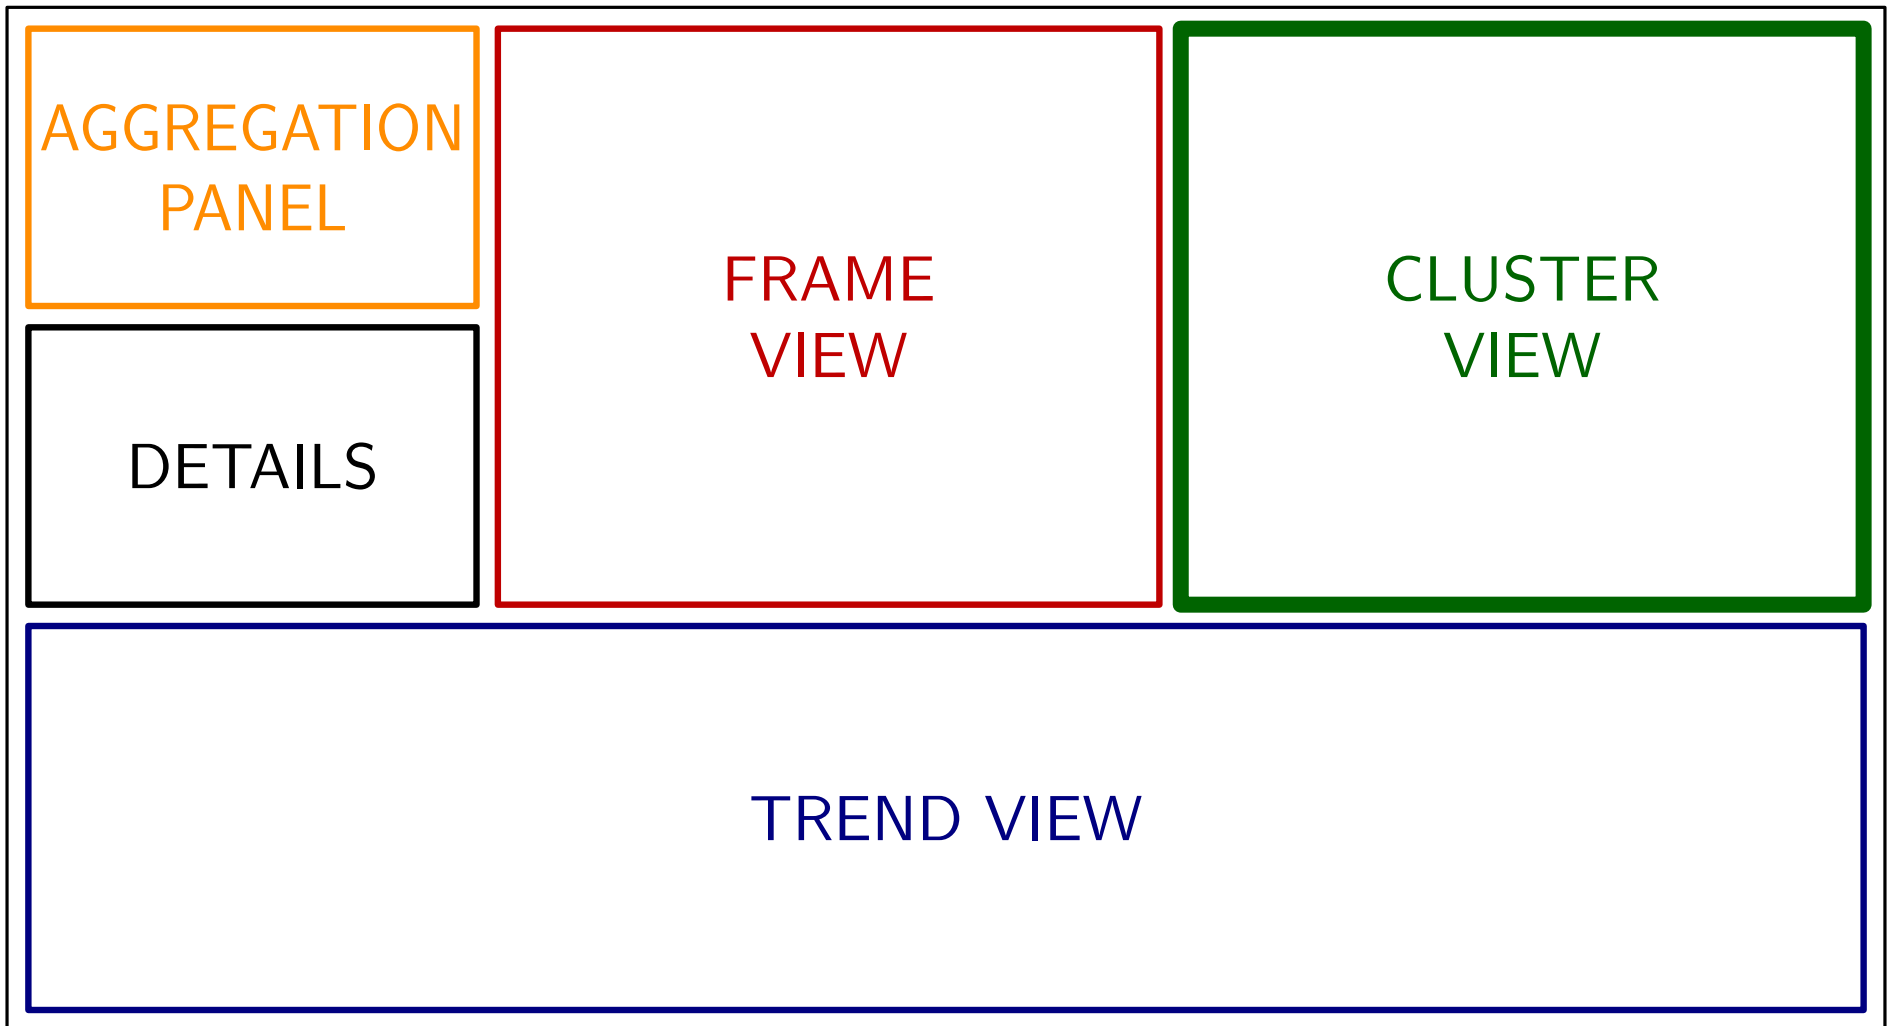 AGGREGATION
PANEL
DETAILS
FRAME
VIEW
CLUSTER
VIEW
TREND VIEW